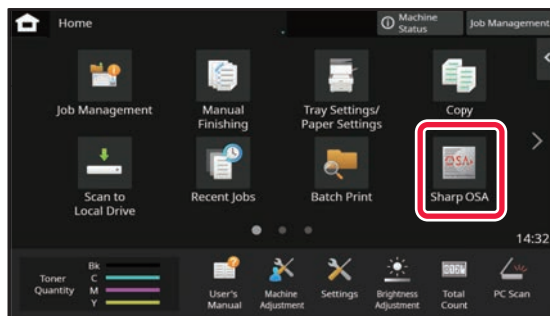 Home
Machine
Status
Job Management
Job Management
Manual
Finishing
Tray Settings/
Paper Settings
Copy
OSA
Scan to
Local Drive
Recent Jobs
Batch Print
Sharp OSA
14:32
Toner
Quantity
Bk
C
M
Y
User's
Manual
Machine
Adjustment
Settings
Brightness
Adjustment
Total
Count
PC Scan